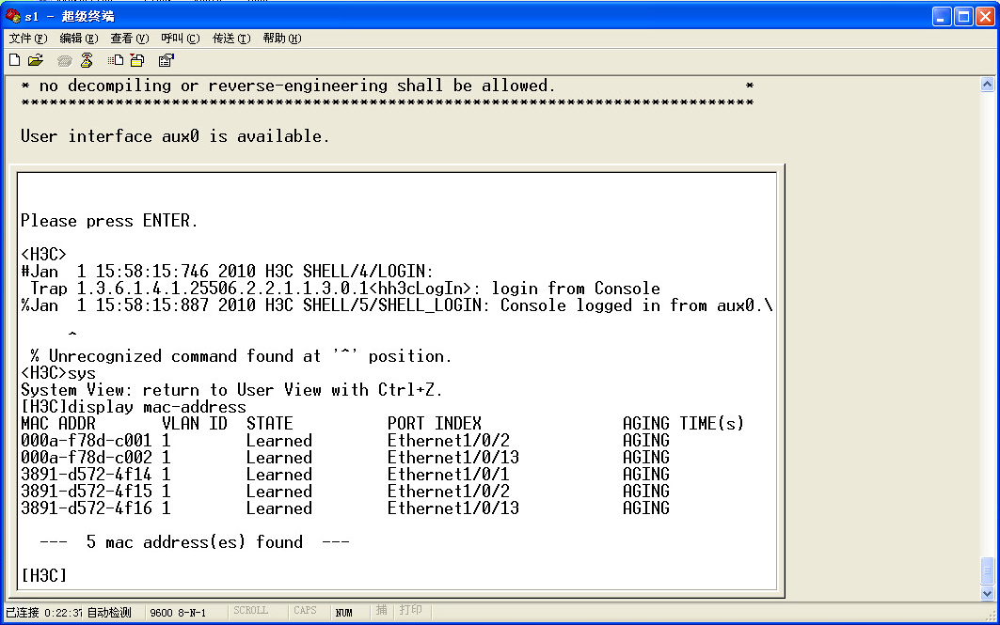 s1 - 超级终端
文件(F) 编辑(E) 查看(V) 呼叫(C) 传送(T) 帮助(H)
* no decompiling or reverse-engineering shall be allowed. *
********************************************************************************
User interface aux0 is available.
Please press ENTER.
<H3C>
#Jan  1 15:58:15:746 2010 H3C SHELL/4/LOGIN:
 Trap 1.3.6.1.4.1.25506.2.2.1.1.3.0.1<hh3cLogIn>: login from Console
%Jan  1 15:58:15:887 2010 H3C SHELL/5/SHELL_LOGIN: Console logged in from aux0.\
^
 % Unrecognized command found at '^' position.
<H3C>sys
System View: return to User View with Ctrl+Z.
[H3C]display mac-address
MAC ADDR       VLAN ID  STATE          PORT INDEX               AGING TIME(s)
000a-f78d-c001 1        Learned        Ethernet1/0/2            AGING
000a-f78d-c002 1        Learned        Ethernet1/0/13           AGING
3891-d572-4f14 1        Learned        Ethernet1/0/1            AGING
3891-d572-4f15 1        Learned        Ethernet1/0/2            AGING
3891-d572-4f16 1        Learned        Ethernet1/0/13           AGING
  ---  5 mac address(es) found  ---
[H3C]
已连接 0:22:37 自动检测 9600 8-N-1 SCROLL CAPS NUM 捕 打印